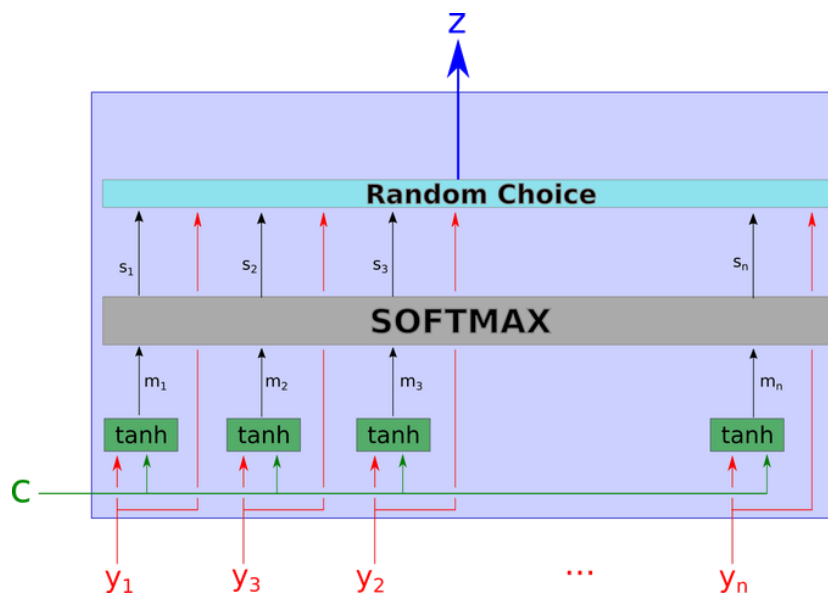 z
Random Choice
s₁ s₂ s₃ sₙ
SOFTMAX
m₁ m₂ m₃ mₙ
tanh tanh tanh tanh
C
y₁ y₃ y₂ ... yₙ